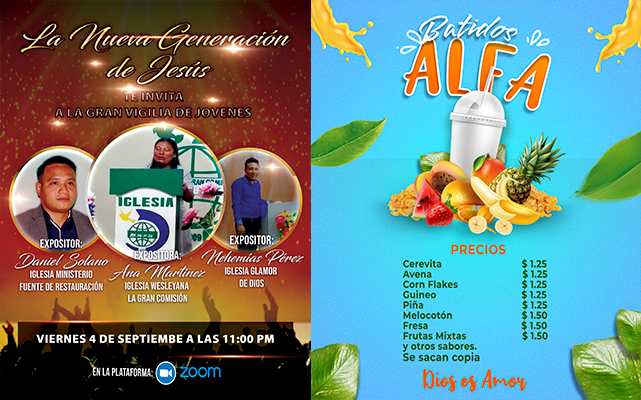 La Nueva Generación
de Jesús
TE INVITA
A LA GRAN VIGILIA DE JOVENES
IGLESIA
EXPOSITOR:
Daniel Solano
IGLESIA MINISTERIO
FUENTE DE RESTAURACIÓN
EXPOSITORA:
Ana Martinez
IGLESIA WESLEYANA
LA GRAN COMISIÓN
EXPOSITOR:
Nehemías Pérez
IGLESIA GLAMOR
DE DIOS
VIERNES 4 DE SEPTIEMBE A LAS 11:00 PM
EN LA PLATAFORMA: zoom
Batidos
ALFA
PRECIOS
Cerevita $ 1.25
Avena $ 1.25
Corn Flakes $ 1.25
Guineo $ 1.25
Piña $ 1.25
Melocotón $ 1.50
Fresa $ 1.50
Frutas Mixtas $ 1.50
y otros sabores.
Se sacan copia
Dios es Amor